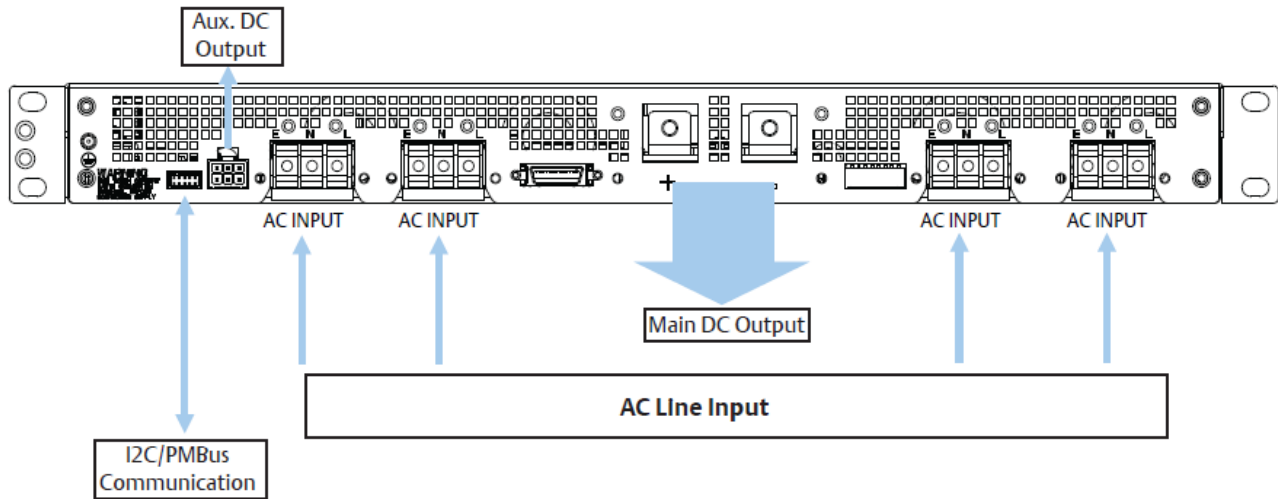 Aux. DC
Output
E N L
E N L
E N L
E N L
WARNING
+
AC INPUT
AC INPUT
AC INPUT
AC INPUT
Main DC Output
AC LIne Input
I2C/PMBus
Communication